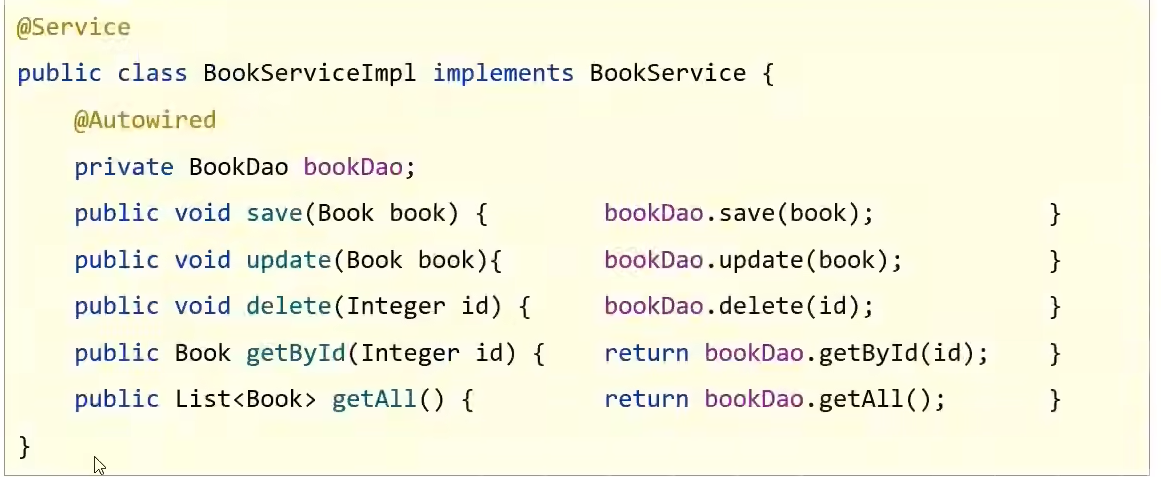 @Service
public class BookServiceImpl implements BookService {
    @Autowired
    private BookDao bookDao;
    public void save(Book book) {        bookDao.save(book);            }
    public void update(Book book){       bookDao.update(book);          }
    public void delete(Integer id) {     bookDao.delete(id);            }
    public Book getById(Integer id) {    return bookDao.getById(id);    }
    public List<Book> getAll() {         return bookDao.getAll();       }
}